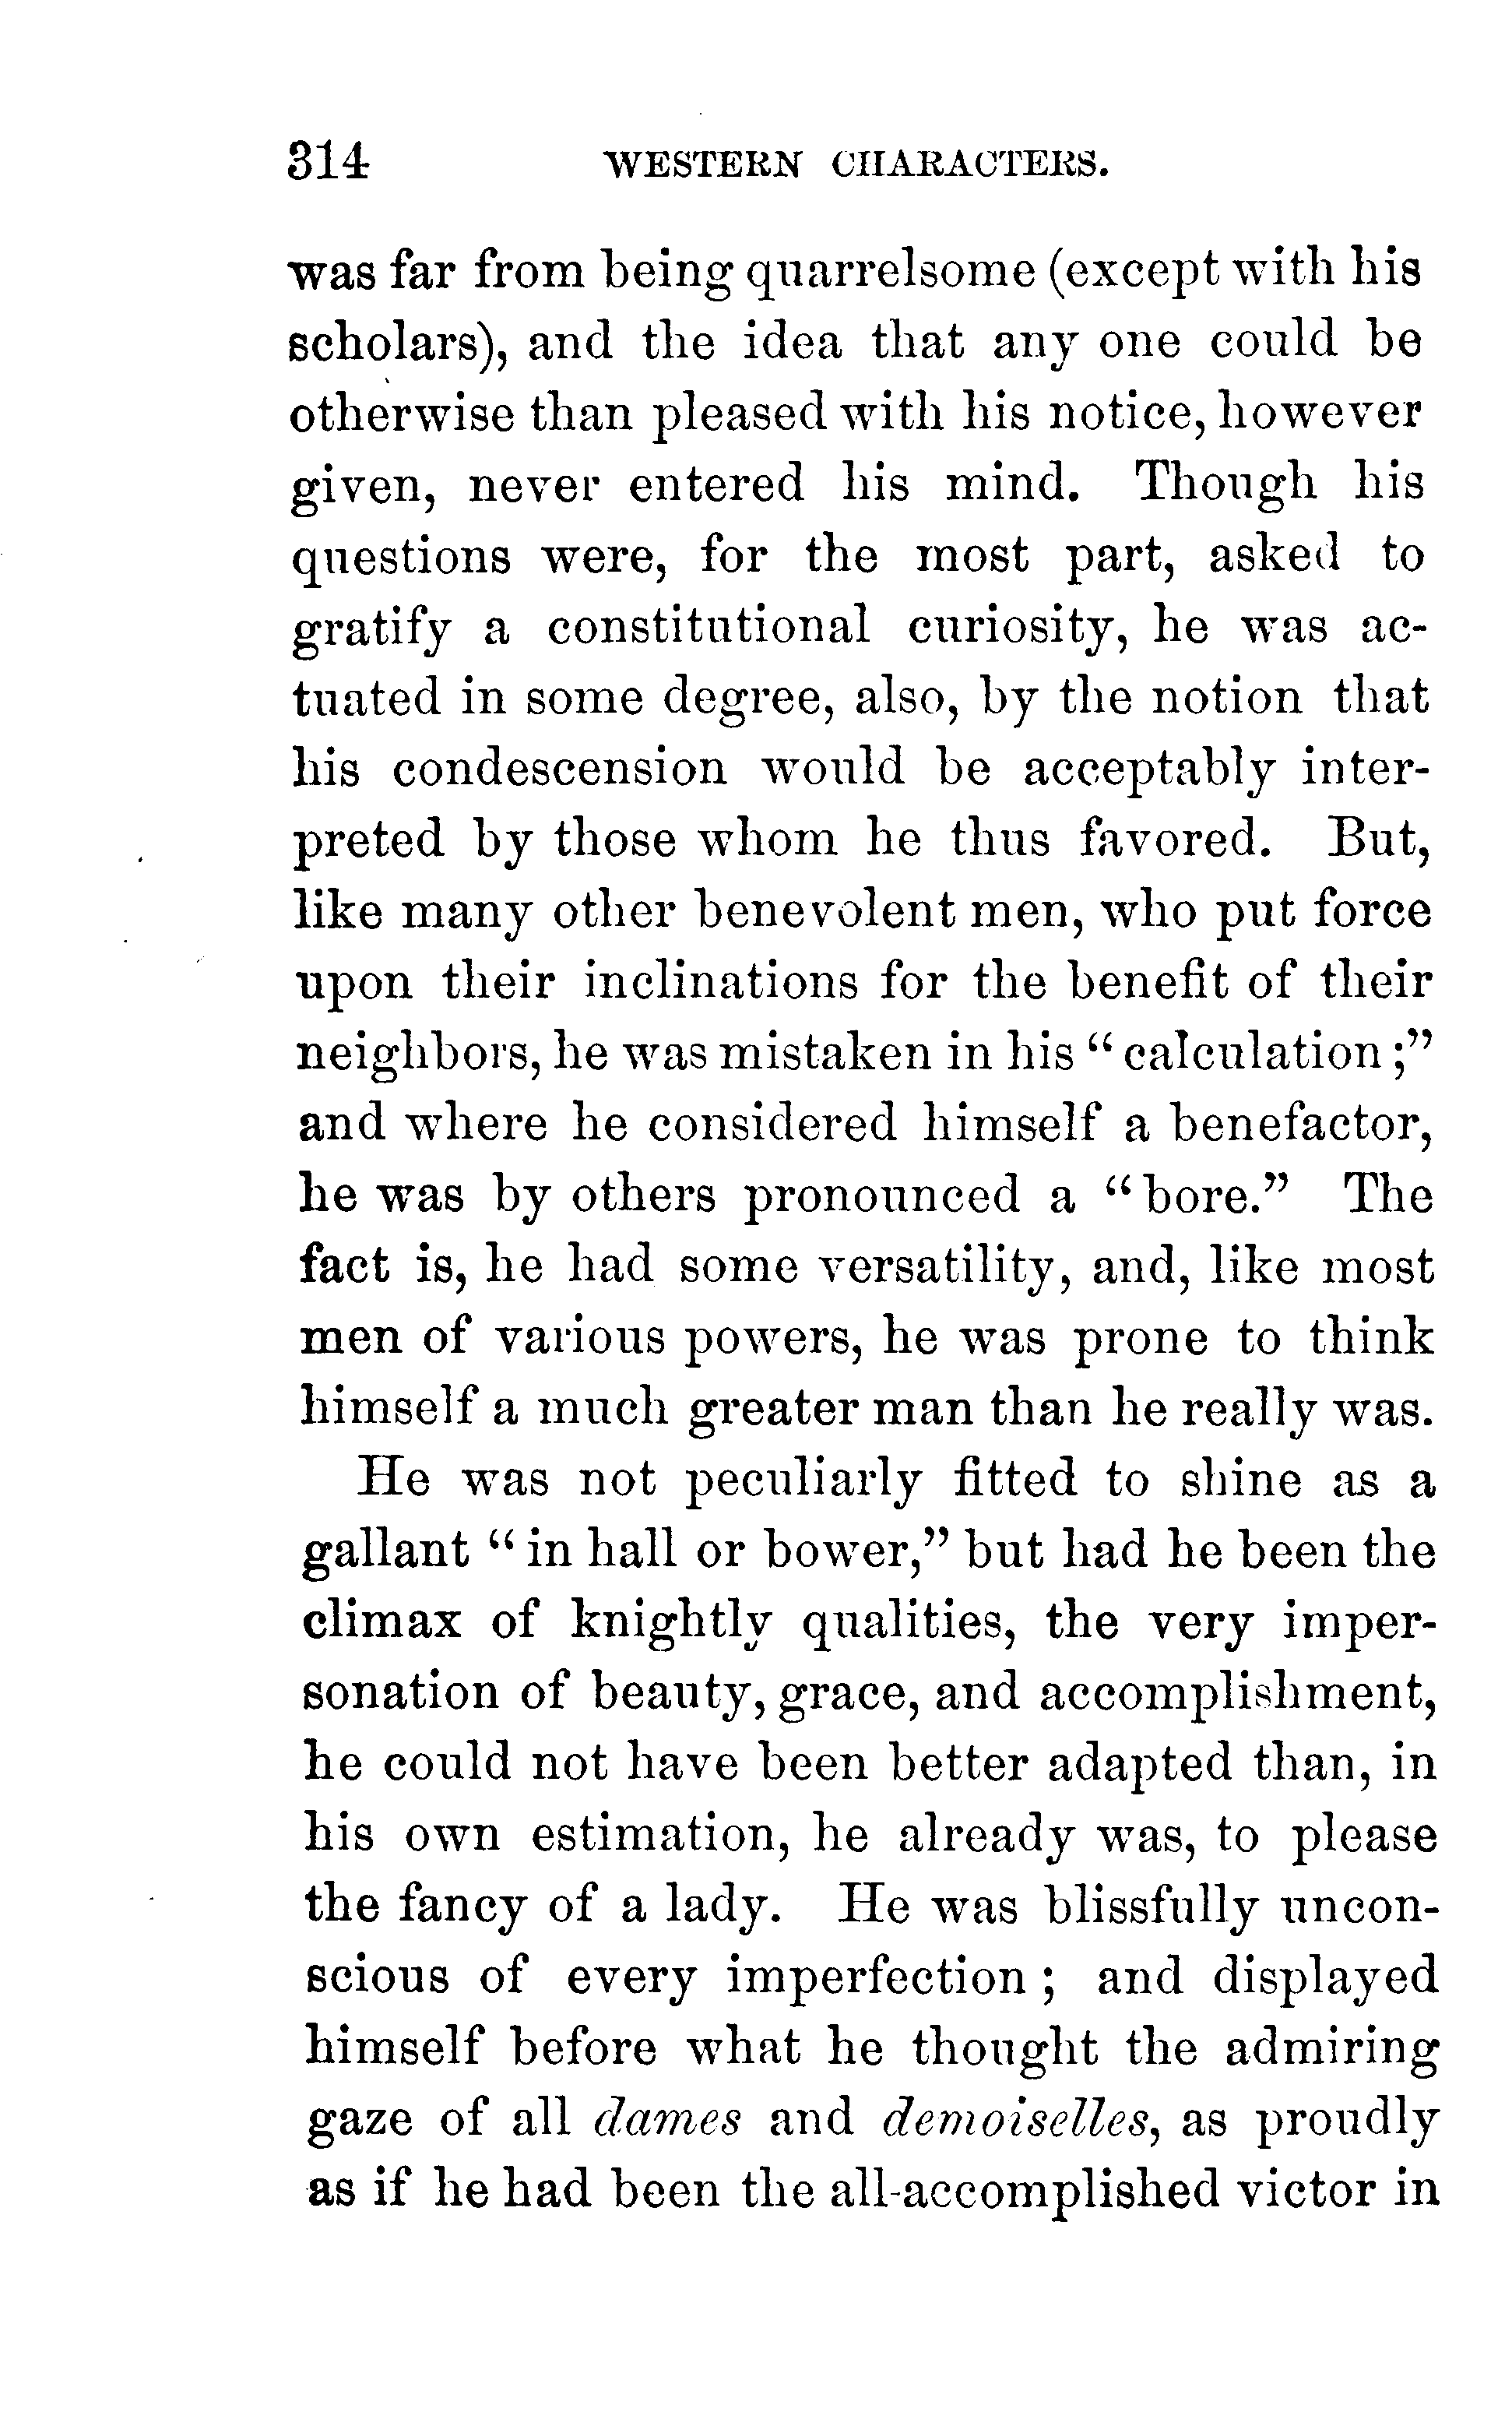 314 WESTERN CHARACTERS.
was far from being quarrelsome (except with his
scholars), and the idea that any one could be
otherwise than pleased with his notice, however
given, never entered his mind. Though his
questions were, for the most part, asked to
gratify a constitutional curiosity, he was ac-
tuated in some degree, also, by the notion that
his condescension would be acceptably inter-
preted by those whom he thus favored. But,
like many other benevolent men, who put force
upon their inclinations for the benefit of their
neighbors, he was mistaken in his “calculation;”
and where he considered himself a benefactor,
he was by others pronounced a “bore.” The
fact is, he had some versatility, and, like most
men of various powers, he was prone to think
himself a much greater man than he really was.
He was not peculiarly fitted to shine as a
gallant “in hall or bower,” but had he been the
climax of knightly qualities, the very imper-
sonation of beauty, grace, and accomplishment,
he could not have been better adapted than, in
his own estimation, he already was, to please
the fancy of a lady. He was blissfully uncon-
scious of every imperfection; and displayed
himself before what he thought the admiring
gaze of all dames and demoiselles, as proudly
as if he had been the all-accomplished victor in